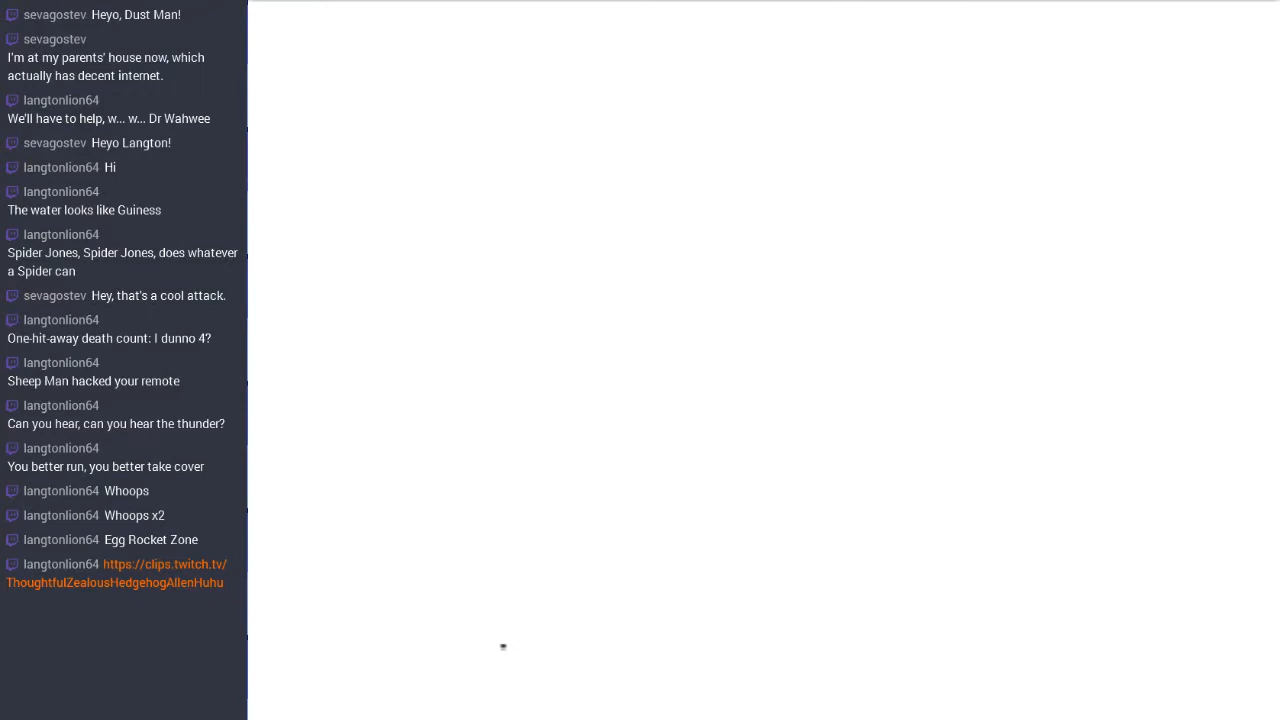 sevagostev Heyo, Dust Man!
sevagostev
I'm at my parents' house now, which
actually has decent internet.
langtonlion64
We'll have to help, w... w... Dr Wahwee
sevagostev Heyo Langton!
langtonlion64 Hi
langtonlion64
The water looks like Guiness
langtonlion64
Spider Jones, Spider Jones, does whatever
a Spider can
sevagostev Hey, that's a cool attack.
langtonlion64
One-hit-away death count: I dunno 4?
langtonlion64
Sheep Man hacked your remote
langtonlion64
Can you hear, can you hear the thunder?
langtonlion64
You better run, you better take cover
langtonlion64 Whoops
langtonlion64 Whoops x2
langtonlion64 Egg Rocket Zone
langtonlion64 https://clips.twitch.tv/
ThoughtfulZealousHedgehogAllenHuhu